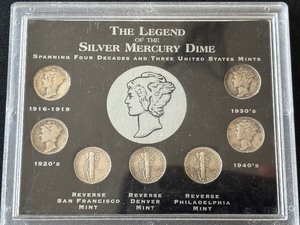 THE LEGEND
OF THE
SILVER MERCURY DIME
SPANNING FOUR DECADES AND THREE UNITED STATES MINTS
1916-1919
1930's
1920's
1940's
REVERSE
SAN FRANCISCO
MINT
REVERSE
DENVER
MINT
REVERSE
PHILADELPHIA
MINT